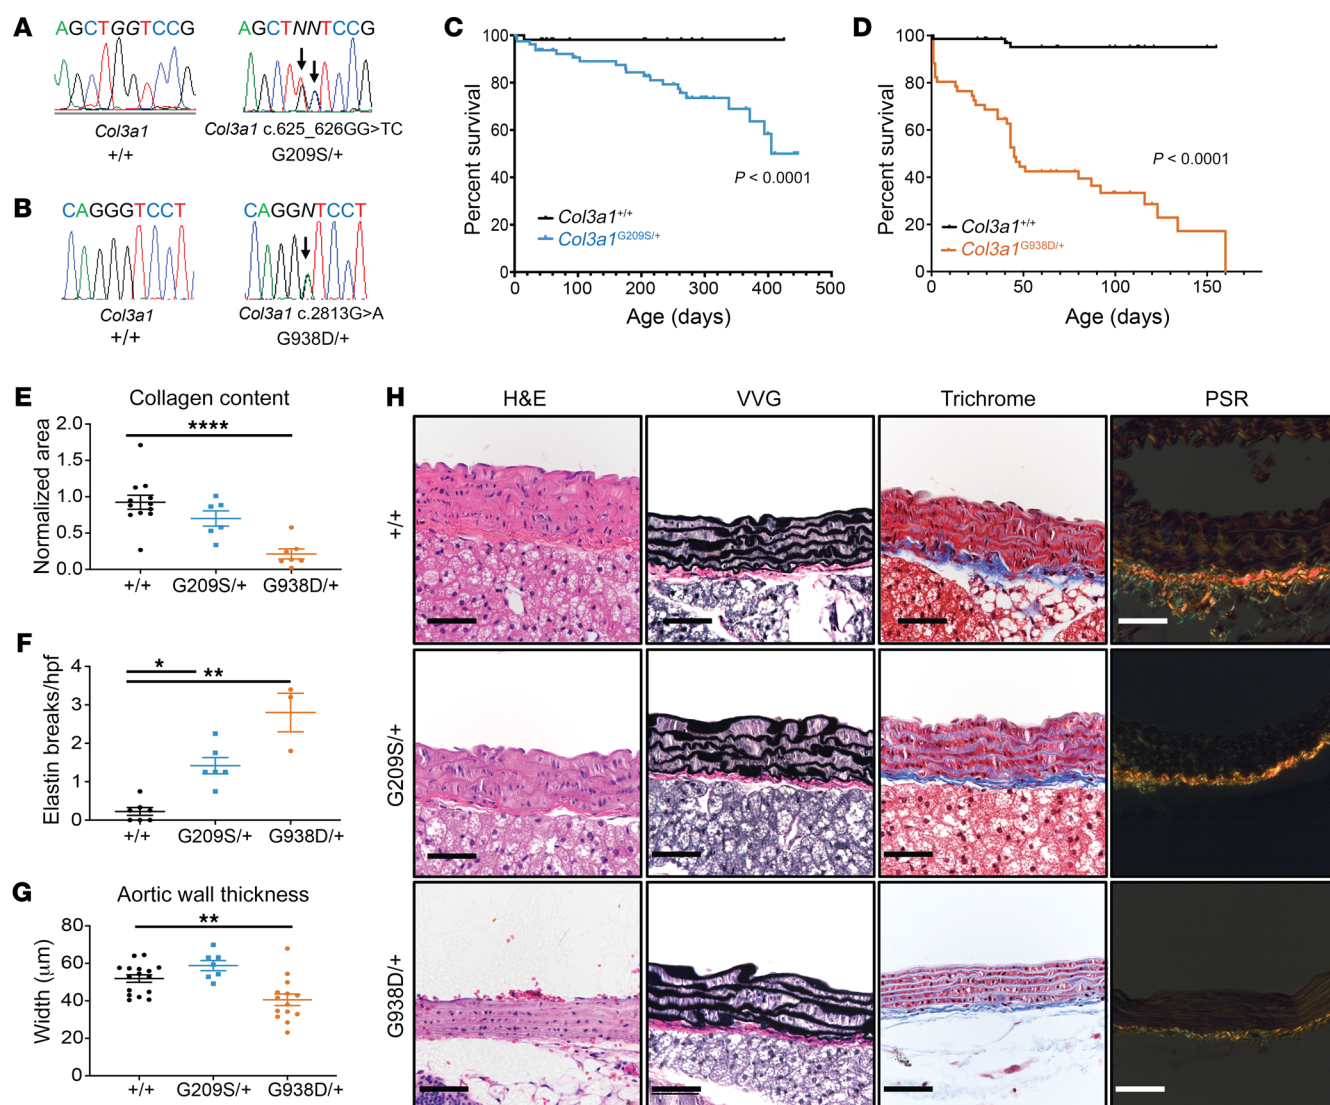 A
AGCTGGTCCG
Col3a1
+/+
AGCTNNTCCG
Col3a1 c.625_626GG>TC
G209S/+
B
CAGGGTCCT
Col3a1
+/+
CAGGNTCCT
Col3a1 c.2813G>A
G938D/+
C
Percent survival
100
80
60
40
20
0
P < 0.0001
Col3a1+/+
Col3a1G209S/+
0 100 200 300 400 500
Age (days)
D
Percent survival
100
80
60
40
20
0
P < 0.0001
Col3a1+/+
Col3a1G938D/+
0 50 100 150
Age (days)
E
Collagen content
Normalized area
2.0
1.5
1.0
0.5
0.0
****
+/+ G209S/+ G938D/+
F
Elastin breaks/hpf
4
3
2
1
0
*
**
+/+ G209S/+ G938D/+
G
Aortic wall thickness
Width (µm)
80
60
40
20
0
**
+/+ G209S/+ G938D/+
H
H&E VVG Trichrome PSR
+/+
G209S/+
G938D/+